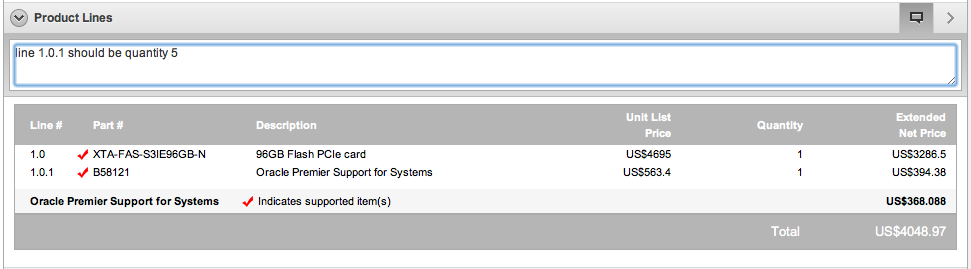 Product Lines
line 1.0.1 should be quantity 5
Line # Part # Description Unit List Price Quantity Extended Net Price
1.0 XTA-FAS-S3IE96GB-N 96GB Flash PCIe card US$4695 1 US$3286.5
1.0.1 B58121 Oracle Premier Support for Systems US$563.4 1 US$394.38
Oracle Premier Support for Systems Indicates supported item(s) US$368.088
Total US$4048.97